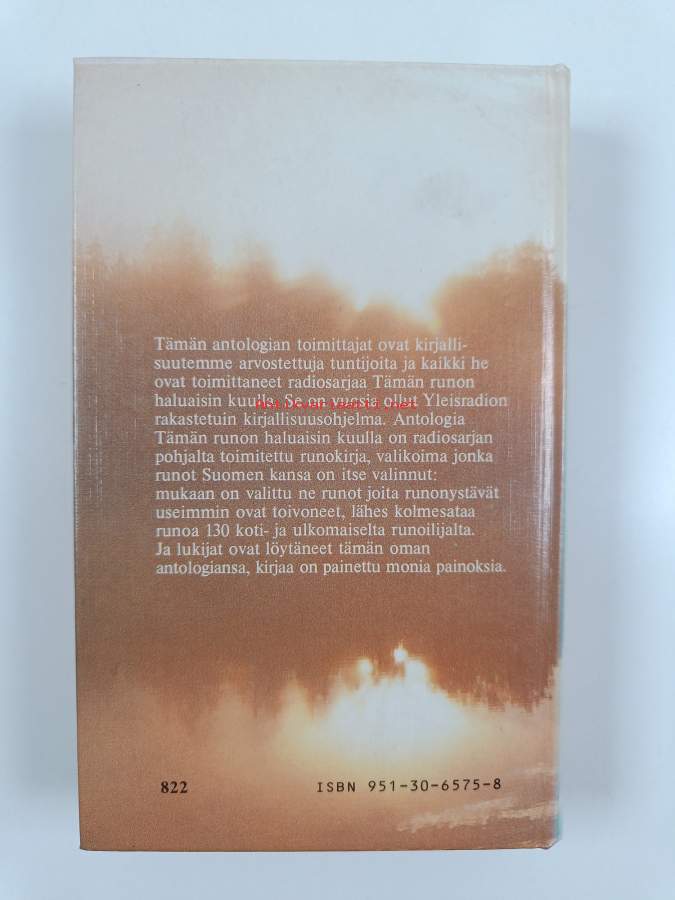 Tämän antologian toimittajat ovat kirjalli-
suutemme arvostettuja tuntijoita ja kaikki he
ovat toimittaneet radiosarjaa Tämän runon
haluaisin kuulla. Se on vuosia ollut Yleisradion
rakastetuin kirjallisuusohjelma. Antologia
Tämän runon haluaisin kuulla on radiosarjan
pohjalta toimitettu runokirja, valikoima jonka
runot Suomen kansa on itse valinnut:
mukaan on valittu ne runot joita runonystävät
useimmin ovat toivoneet, lähes kolmesataa
runoa 130 koti- ja ulkomaiselta runoilijalta.
Ja lukijat ovat löytäneet tämän oman
antologiansa, kirjaa on painettu monia painoksia.
822 ISBN 951-30-6575-8